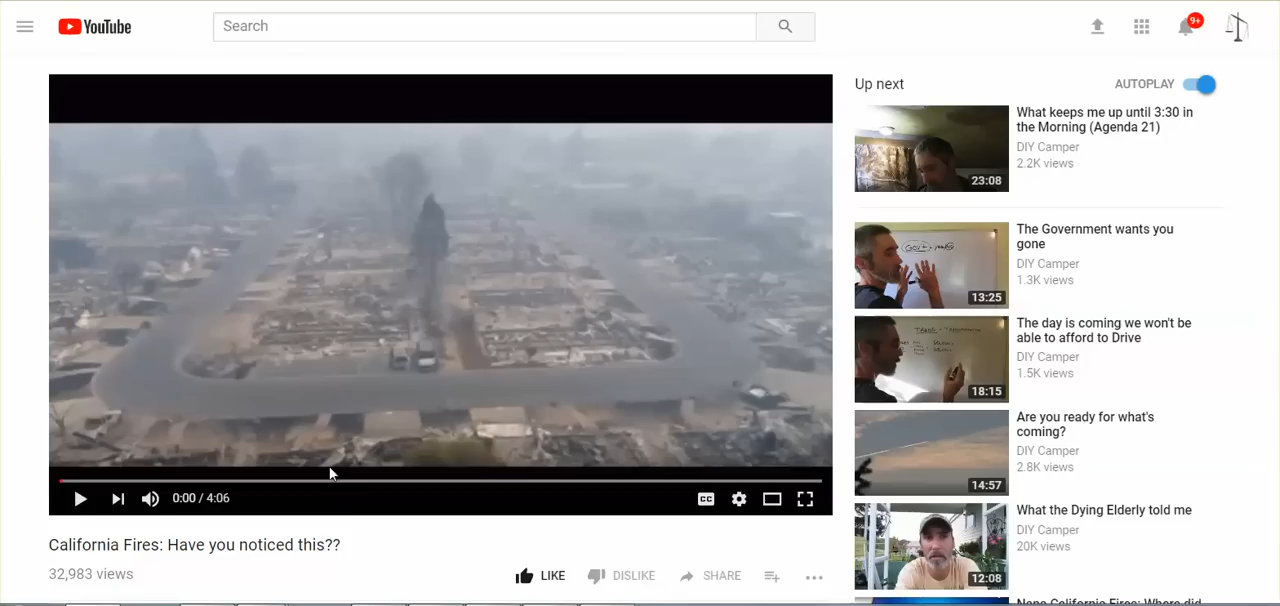 YouTube
Search
9+
Up next
AUTOPLAY
23:08
What keeps me up until 3:30 in
the Morning (Agenda 21)
DIY Camper
2.2K views
13:25
The Government wants you
gone
DIY Camper
1.3K views
18:15
The day is coming we won't be
able to afford to Drive
DIY Camper
1.5K views
14:57
Are you ready for what's
coming?
DIY Camper
2.8K views
12:08
What the Dying Elderly told me
DIY Camper
20K views
0:00 / 4:06
CC
California Fires: Have you noticed this??
32,983 views
LIKE
DISLIKE
SHARE
California Fires: Where did